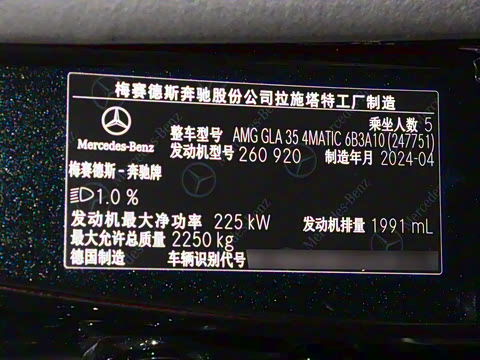 梅赛德斯奔驰股份公司拉施塔特工厂制造
乘坐人数 5
Mercedes-Benz
整车型号 AMG GLA 35 4MATIC 6B3A10 (247751)
发动机型号 260 920 制造年月 2024-04
梅赛德斯-奔驰牌
1.0 %
发动机最大净功率 225 kW 发动机排量 1991 mL
最大允许总质量 2250 kg
德国制造 车辆识别代号